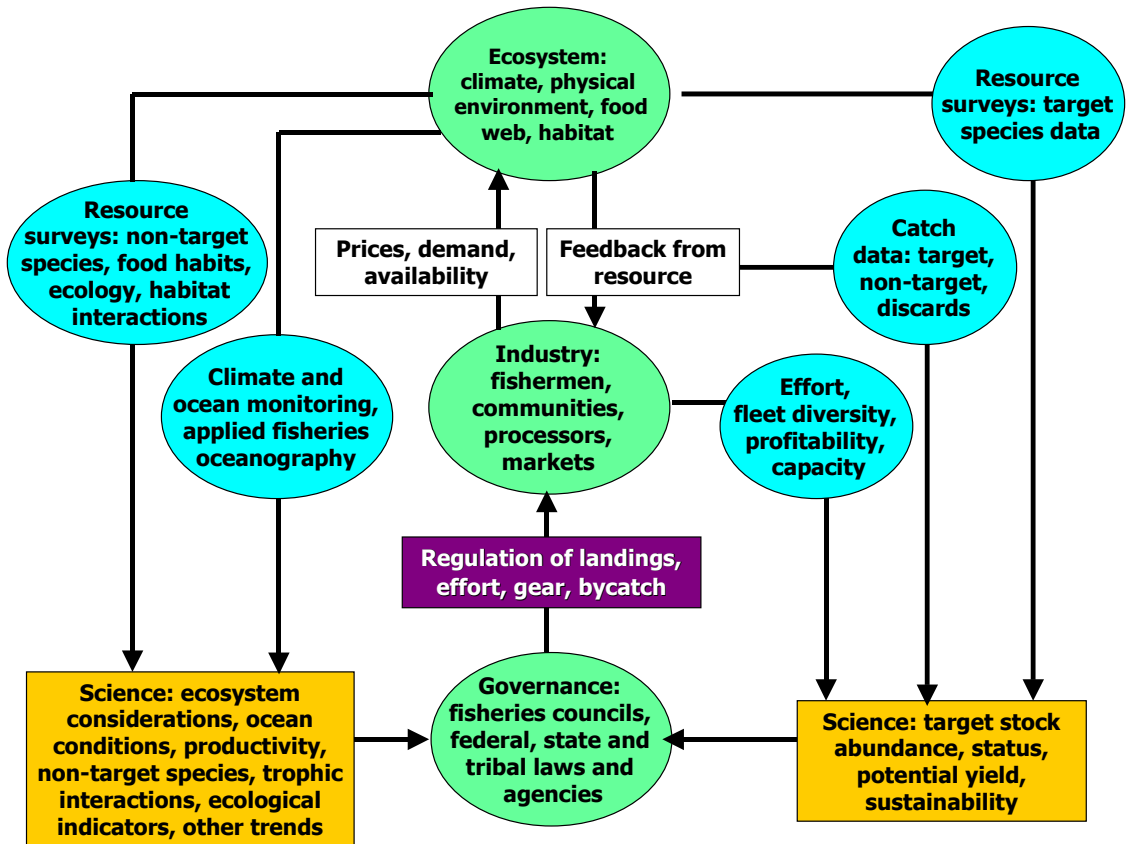 Ecosystem:
climate, physical
environment, food
web, habitat
Resource
surveys: target
species data
Resource
surveys: non-target
species, food habits,
ecology, habitat
interactions
Prices, demand,
availability
Feedback from
resource
Catch
data: target,
non-target,
discards
Climate and
ocean monitoring,
applied fisheries
oceanography
Industry:
fishermen,
communities,
processors,
markets
Effort,
fleet diversity,
profitability,
capacity
Regulation of landings,
effort, gear, bycatch
Science: ecosystem
considerations, ocean
conditions, productivity,
non-target species, trophic
interactions, ecological
indicators, other trends
Governance:
fisheries councils,
federal, state and
tribal laws and
agencies
Science: target stock
abundance, status,
potential yield,
sustainability